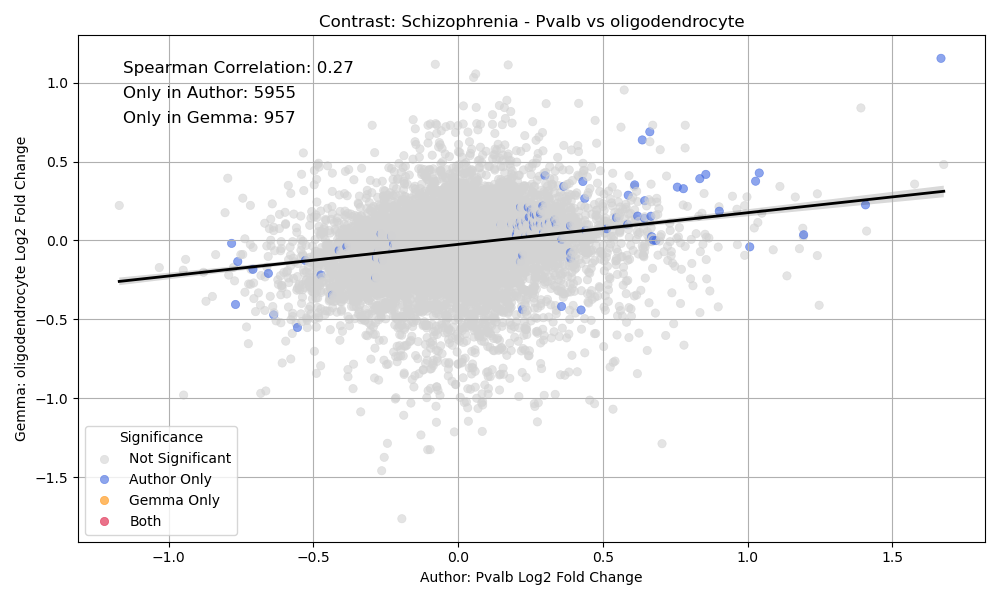 Contrast: Schizophrenia - Pvalb vs oligodendrocyte
Spearman Correlation: 0.27
Only in Author: 5955
Only in Gemma: 957
Gemma: oligodendrocyte Log2 Fold Change
1.0
0.5
0.0
−0.5
−1.0
−1.5
Significance
Not Significant
Author Only
Gemma Only
Both
−1.0
−0.5
0.0
0.5
1.0
1.5
Author: Pvalb Log2 Fold Change